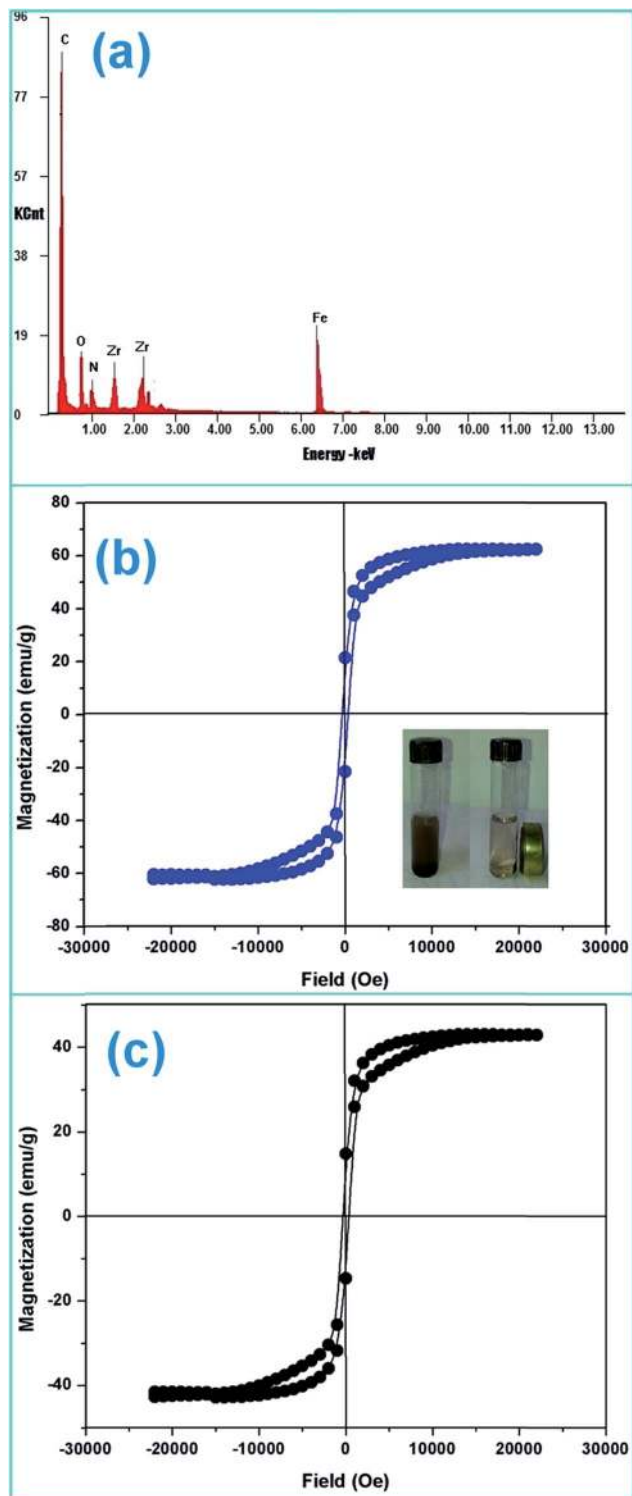 (a)
96
77
57
KCnt
38
19
0
C
O
N
Zr
Zr
Fe
1.00 2.00 3.00 4.00 5.00 6.00 7.00 8.00 9.00 10.00 11.00 12.00 13.00
Energy -keV
(b)
80
60
40
20
0
-20
-40
-60
-80
Magnetization (emu/g)
-30000 -20000 -10000 0 10000 20000 30000
Field (Oe)
(c)
40
20
0
-20
-40
Magnetization (emu/g)
-30000 -20000 -10000 0 10000 20000 30000
Field (Oe)